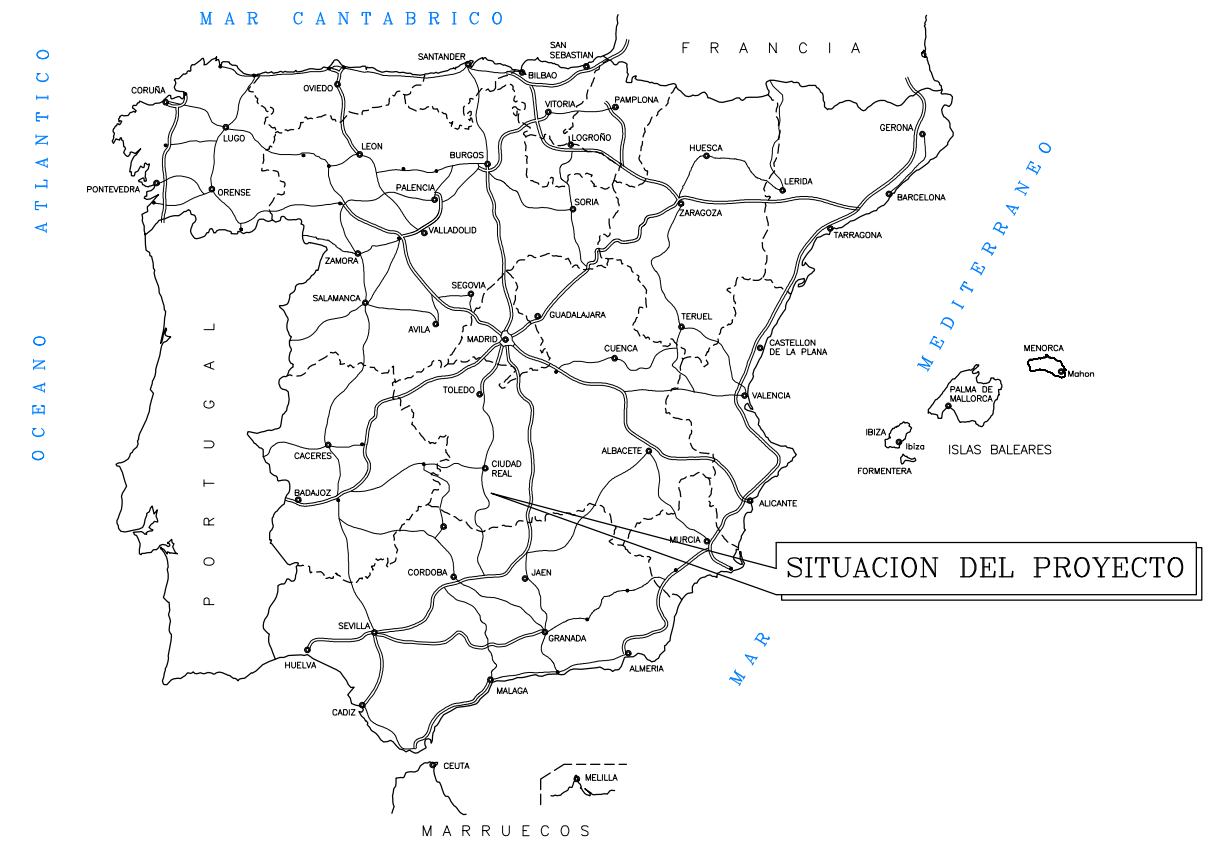 MAR CANTABRICO
FRANCIA
OCEANO ATLANTICO
SANTANDER
SAN
SEBASTIAN
BILBAO
OVIEDO
CORUÑA
VITORIA
PAMPLONA
GERONA
LUGO
LOGROÑO
LEON
BURGOS
HUESCA
LERIDA
PONTEVEDRA
ORENSE
PALENCIA
SORIA
ZARAGOZA
BARCELONA
VALLADOLID
TARRAGONA
ZAMORA
SEGOVIA
SALAMANCA
AVILA
GUADALAJARA
TERUEL
MADRID
CUENCA
CASTELLON
DE LA PLANA
MENORCA
Mahon
TOLEDO
VALENCIA
PALMA DE
MALLORCA
IBIZA
Ibiza
FORMENTERA
ISLAS BALEARES
MAR MEDITERRANEO
PORTUGAL
CACERES
ALBACETE
CIUDAD
REAL
BADAJOZ
ALICANTE
MURCIA
SITUACION DEL PROYECTO
CORDOBA
JAEN
SEVILLA
GRANADA
HUELVA
ALMERIA
MALAGA
CADIZ
CEUTA
MELILLA
MARRUECOS